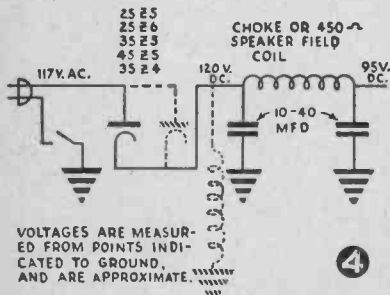 25Z5
25Z6
35Z3
45Z5
35Z4
CHOKE OR 450~
SPEAKER FIELD
COIL
117V. AC.
120V.
DC.
95V.
DC.
10-40
MFD
VOLTAGES ARE MEASUR-
ED FROM POINTS INDI-
CATED TO GROUND,
AND ARE APPROXIMATE.
4